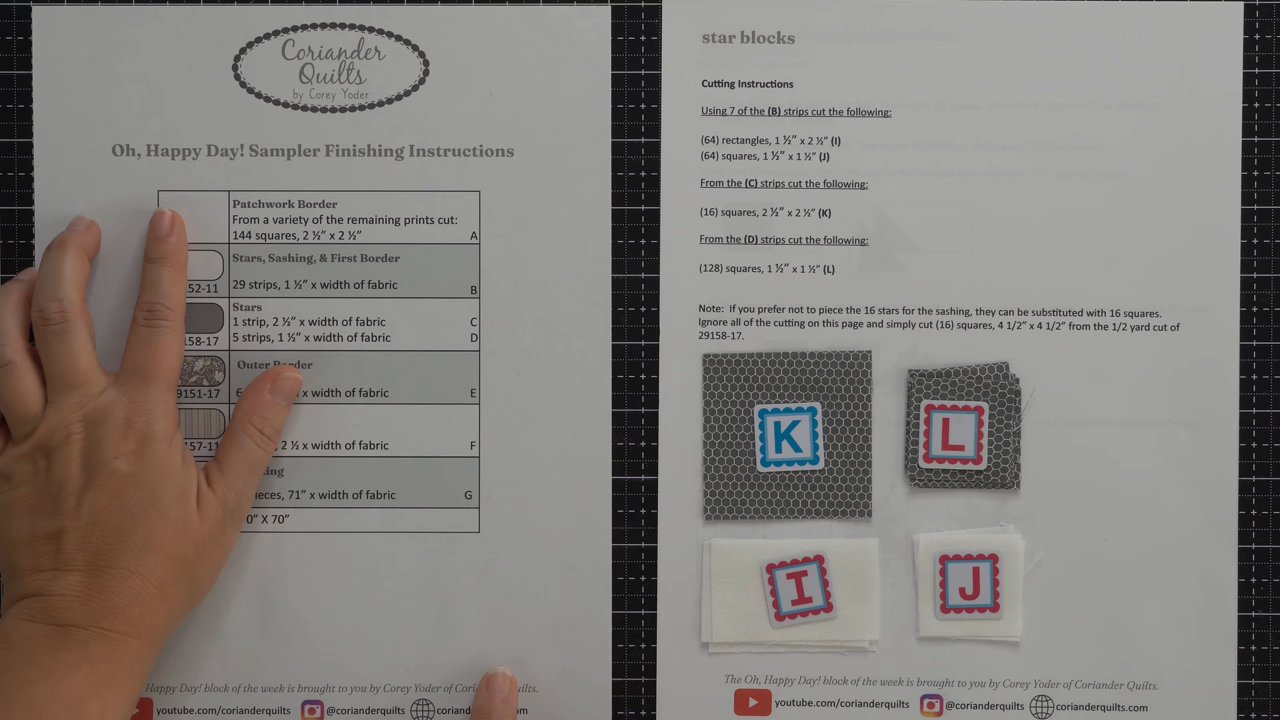 Coriander
Quilts
by Corey Yoder
Oh, Happy Day! Sampler Finishing Instructions
Patchwork Border
From a variety of the remaining prints cut:
144 squares, 2 ½” x 2 ½” A
Stars, Sashing, & First Border
29 strips, 1 ½” x width of fabric
52-11 B
Stars
1 strip, 2 ½” x width of fabric C
158-17 5 strips, 1 ½” x width of fabric D
Outer Border
9151-17 6 x width of fabric E
157-11 , 2 ½ x width of fabric F
71” x width of fabric G
0” X 70”
Happy Day! block of the week is brought to you by Corey Yoder of
youtube.com/corianderquilts @corianderquilts
star blocks
Cutting Instructions
Using 7 of the (B) strips cut the following:
(64) rectangles, 1 ½” x 2 ½” (I)
(64) squares, 1 ½” x 1 ½” (J)
From the (C) strips cut the following:
(16) squares, 2 ½” x 2 ½” (K)
From the (D) strips cut the following:
(128) squares, 1 ½” x 1 ½” (L)
Note: If you prefer not to piece the 16 stars for the sashing, they can be substituted with 16 squares.
Ignore all of the cutting on this page and simply cut (16) squares, 4 1/2” x 4 1/2” from the 1/2 yard cut of
29158-17.
K L
I J
The Oh, Happy Day! block of the week is brought to you by Corey Yoder of Coriander Quilts.
youtube.com/corianderquilts @corianderquilts corianderquilts.com